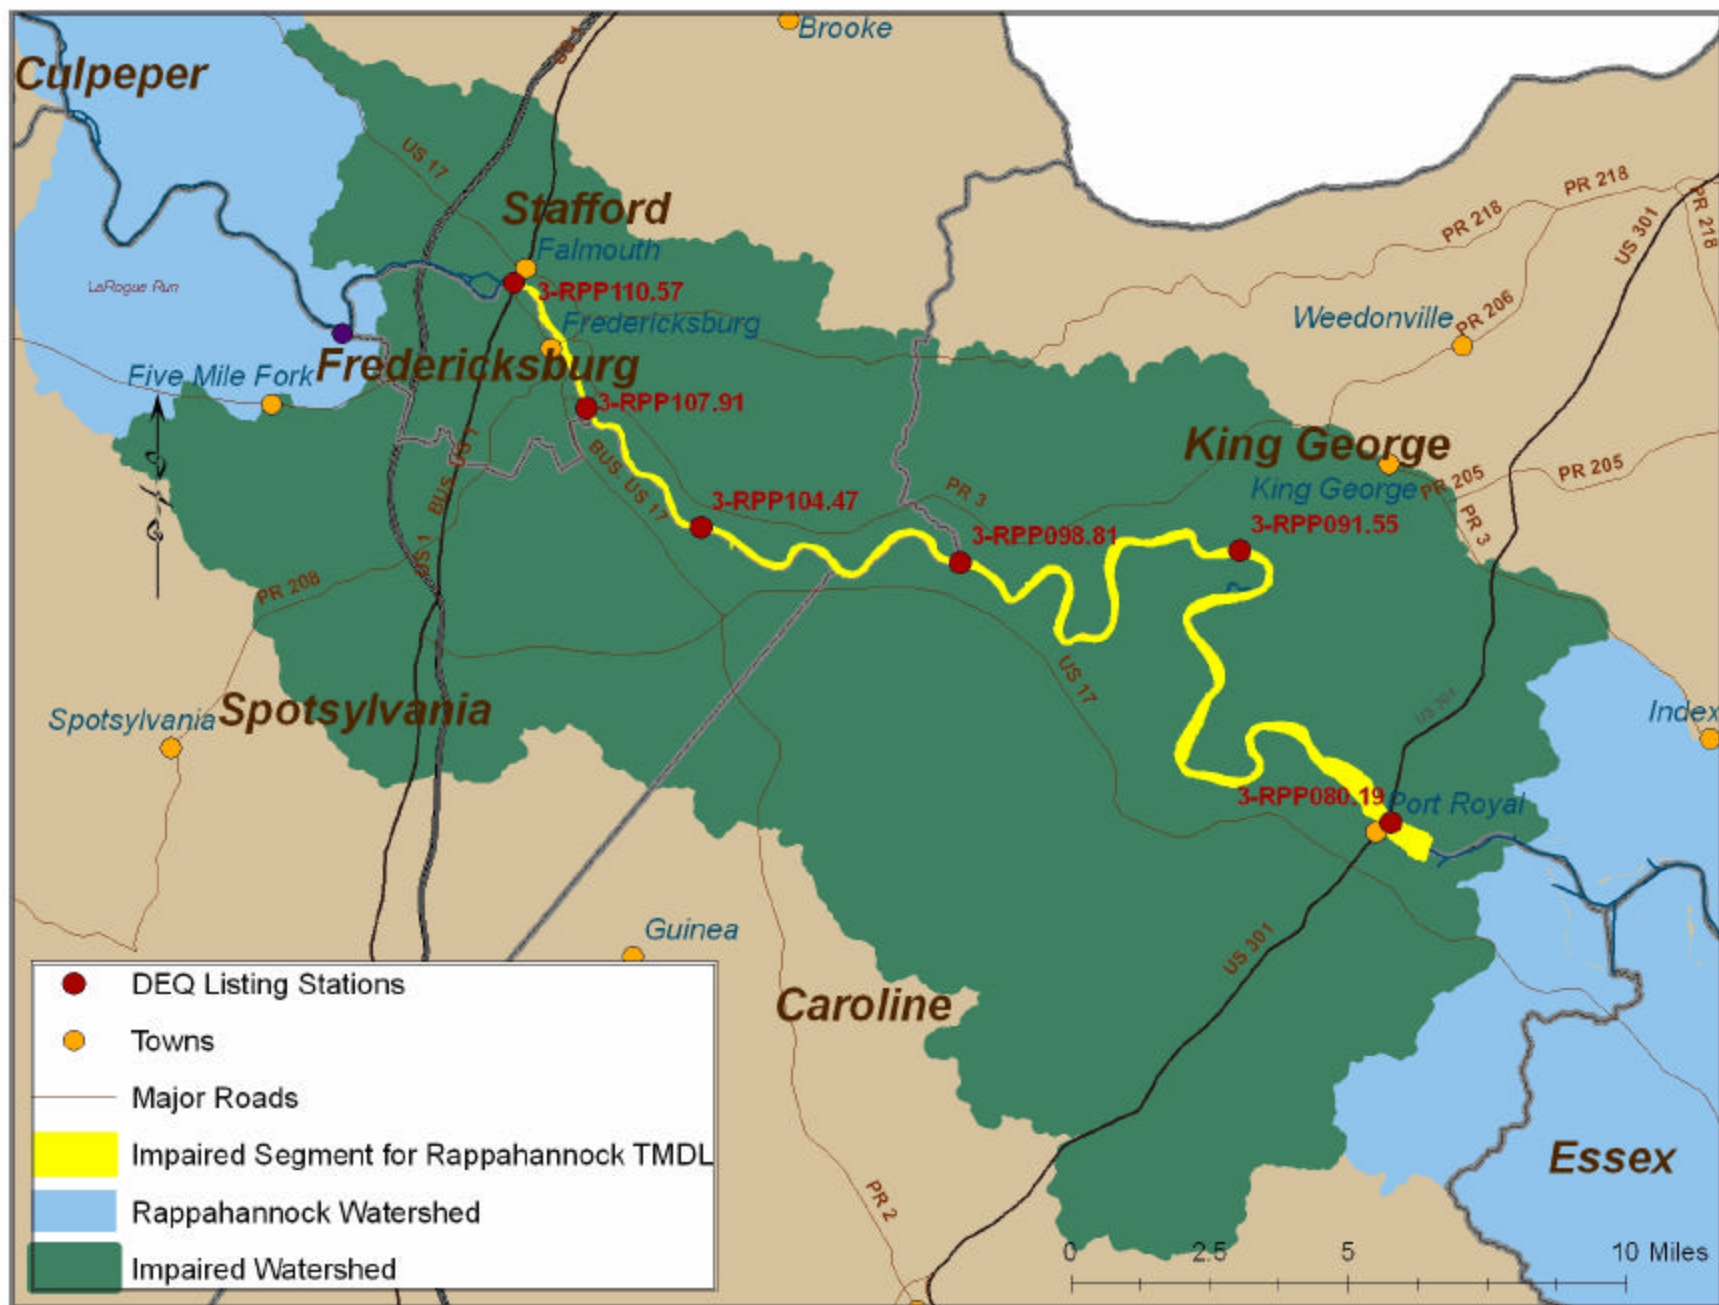 Brooke
US 1
Culpeper
US 17
PR 218
PR 218
PR 218
Stafford
US 301
Falmouth
LaRogue Run
3-RPP110.57
Fredericksburg
Weedonville
PR 206
Five Mile Fork
Fredericksburg
3-RPP107.91
King George
BUS US 17
PR 205
PR 205
King George
PR 3
3-RPP104.47
3-RPP091.55
3-RPP098.81
PR 3
US 1
PR 208
US 17
Spotsylvania
Spotsylvania
US 301
Index
3-RPP080.19
Port Royal
Guinea
US 301
Caroline
DEQ Listing Stations
Towns
Major Roads
Impaired Segment for Rappahannock TMDL
Essex
PR 2
Rappahannock Watershed
Impaired Watershed
0 2.5 5 10 Miles